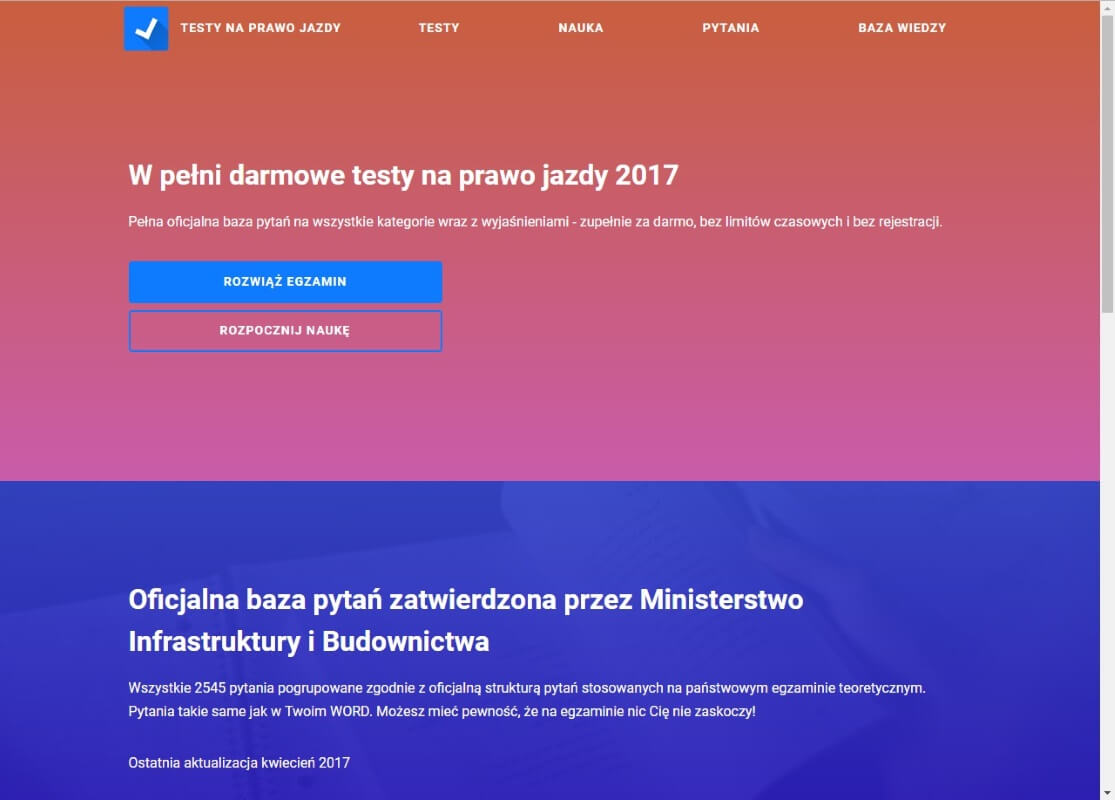 TESTY NA PRAWO JAZDY
TESTY
NAUKA
PYTANIA
BAZA WIEDZY
W pełni darmowe testy na prawo jazdy 2017
Pełna oficjalna baza pytań na wszystkie kategorie wraz z wyjaśnieniami - zupełnie za darmo, bez limitów czasowych i bez rejestracji.
ROZWIĄŻ EGZAMIN
ROZPOCZNIJ NAUKĘ
Oficjalna baza pytań zatwierdzona przez Ministerstwo
Infrastruktury i Budownictwa
Wszystkie 2545 pytania pogrupowane zgodnie z oficjalną strukturą pytań stosowanych na państwowym egzaminie teoretycznym.
Pytania takie same jak w Twoim WORD. Możesz mieć pewność, że na egzaminie nic Cię nie zaskoczy!
Ostatnia aktualizacja kwiecień 2017